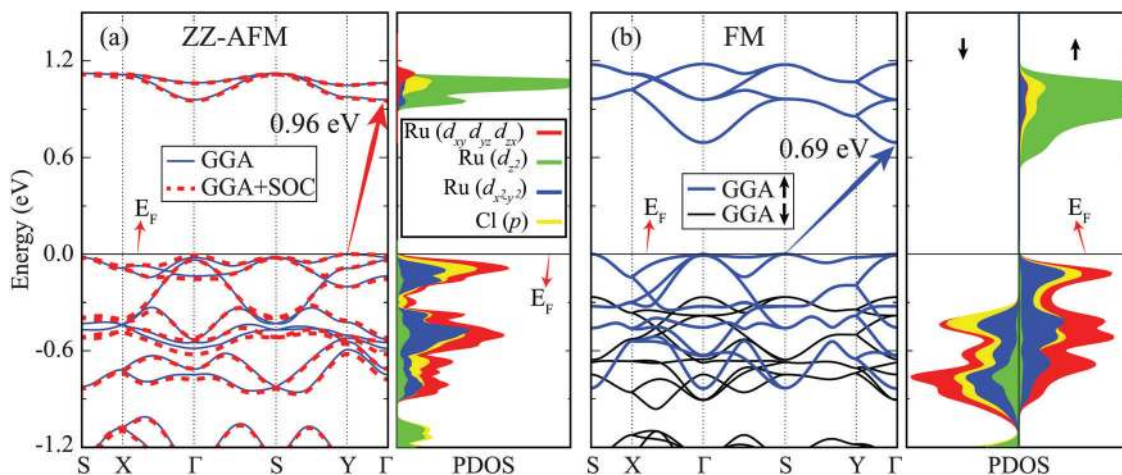 (a) ZZ-AFM
(b) FM
Energy (eV)
1.2
0.6
0.0
-0.6
-1.2
0.96 eV
GGA
GGA+SOC
E_F
S X Γ S Y Γ
Ru (d_xy d_yz d_zx)
Ru (d_z²)
Ru (d_x²-y²)
Cl (p)
E_F
PDOS
0.69 eV
GGA ↑
GGA ↓
E_F
S X Γ S Y Γ
↓ ↑
E_F
PDOS